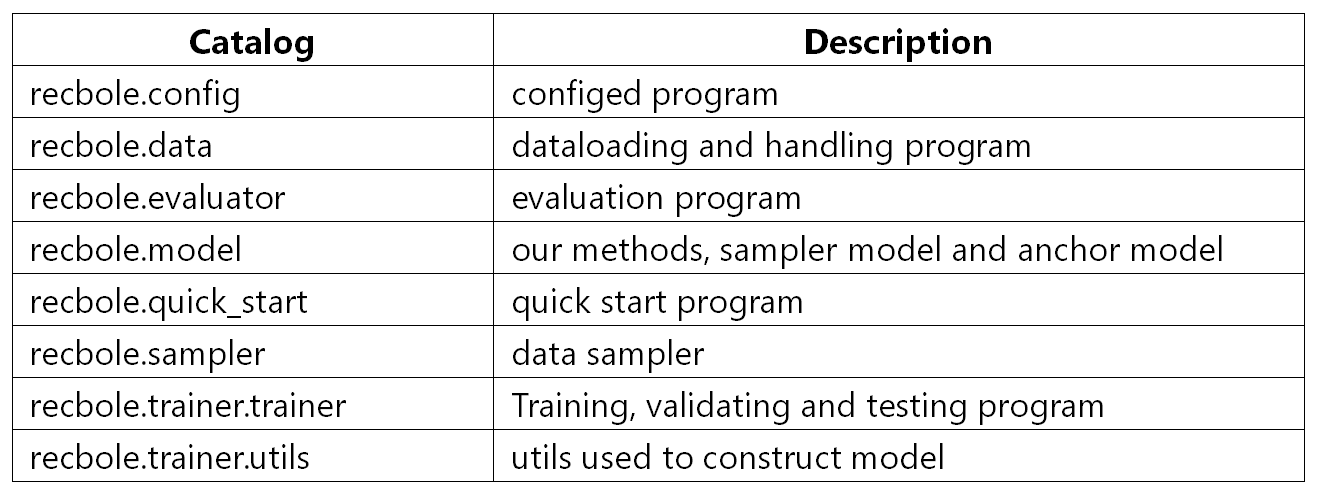 Catalog Description
recbole.config configed program
recbole.data dataloading and handling program
recbole.evaluator evaluation program
recbole.model our methods, sampler model and anchor model
recbole.quick_start quick start program
recbole.sampler data sampler
recbole.trainer.trainer Training, validating and testing program
recbole.trainer.utils utils used to construct model